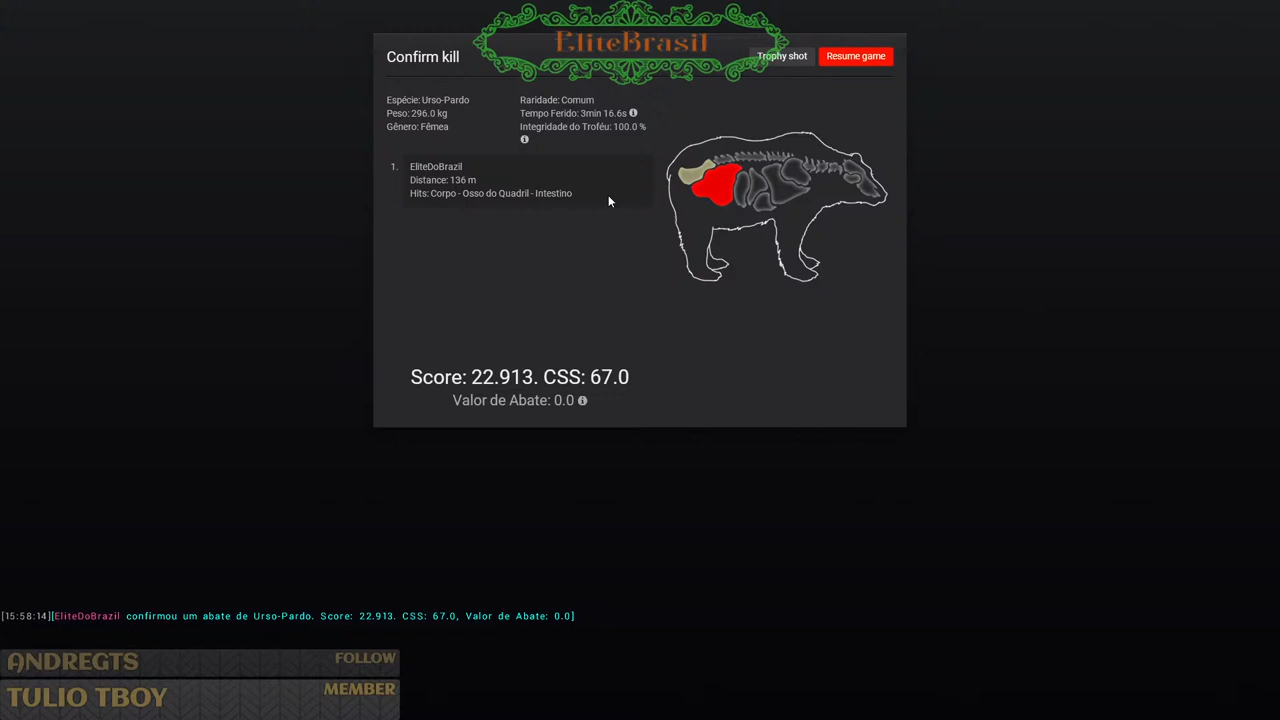 EliteBrasil
Confirm kill
Trophy shot
Resume game
Espécie: Urso-Pardo
Peso: 296.0 kg
Gênero: Fêmea
Raridade: Comum
Tempo Ferido: 3min 16.6s
Integridade do Troféu: 100.0 %
1.
EliteDoBrazil
Distance: 136 m
Hits: Corpo - Osso do Quadril - Intestino
Score: 22.913. CSS: 67.0
Valor de Abate: 0.0
[15:58:14][EliteDoBrazil confirmou um abate de Urso-Pardo. Score: 22.913. CSS: 67.0, Valor de Abate: 0.0]
ANDREGTS FOLLOW
TULIO TBOY MEMBER